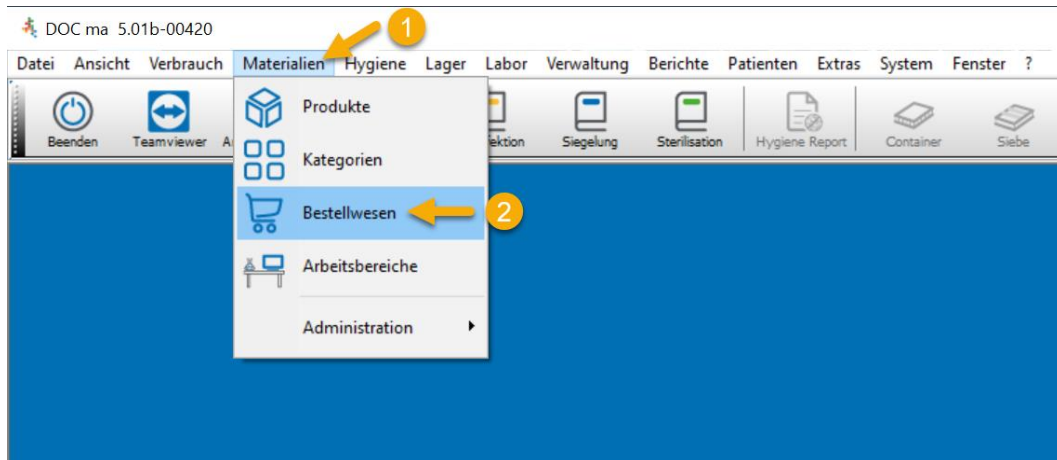 DOC ma 5.01b-00420
1
Datei Ansicht Verbrauch Materialien Hygiene Lager Labor Verwaltung Berichte Patienten Extras System Fenster ?
Beenden Teamviewer Siegelung Sterilisation Hygiene Report Container Siebe
Produkte
Kategorien
Bestellwesen 2
Arbeitsbereiche
Administration